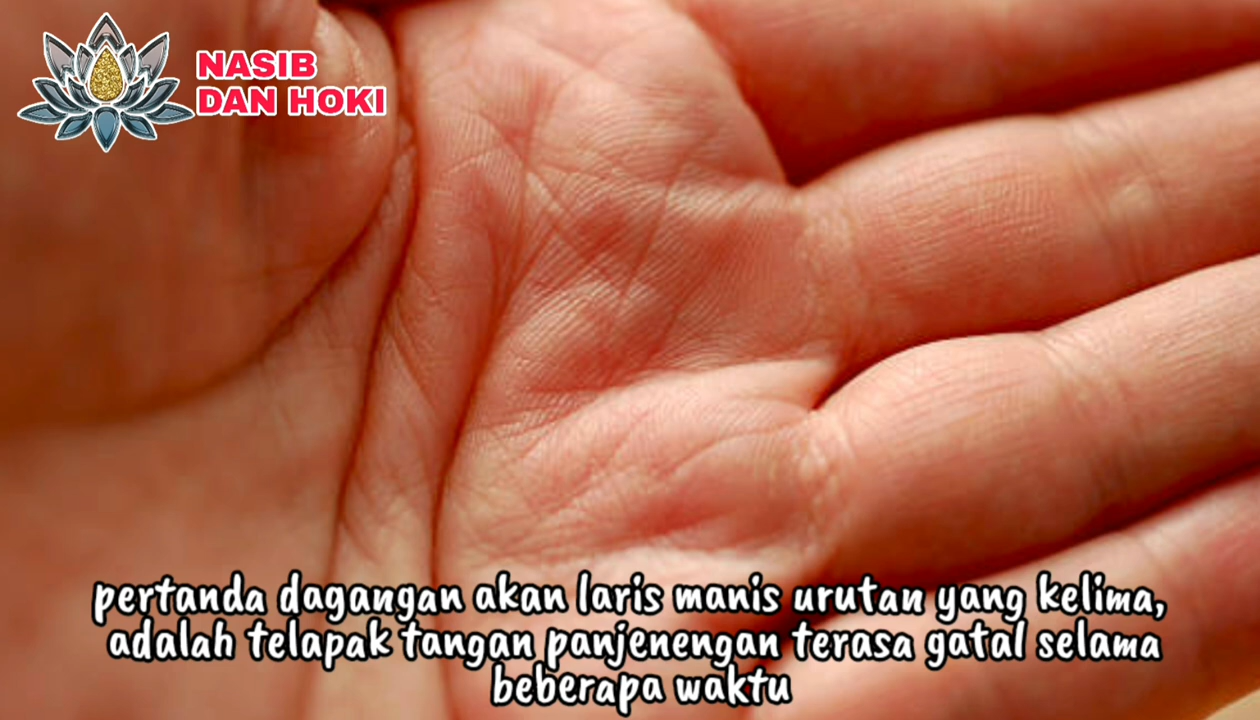 NASIB
DAN HOKI
pertanda dagangan akan laris manis urutan yang kelima,
adalah telapak tangan panjenengan terasa gatal selama
beberapa waktu